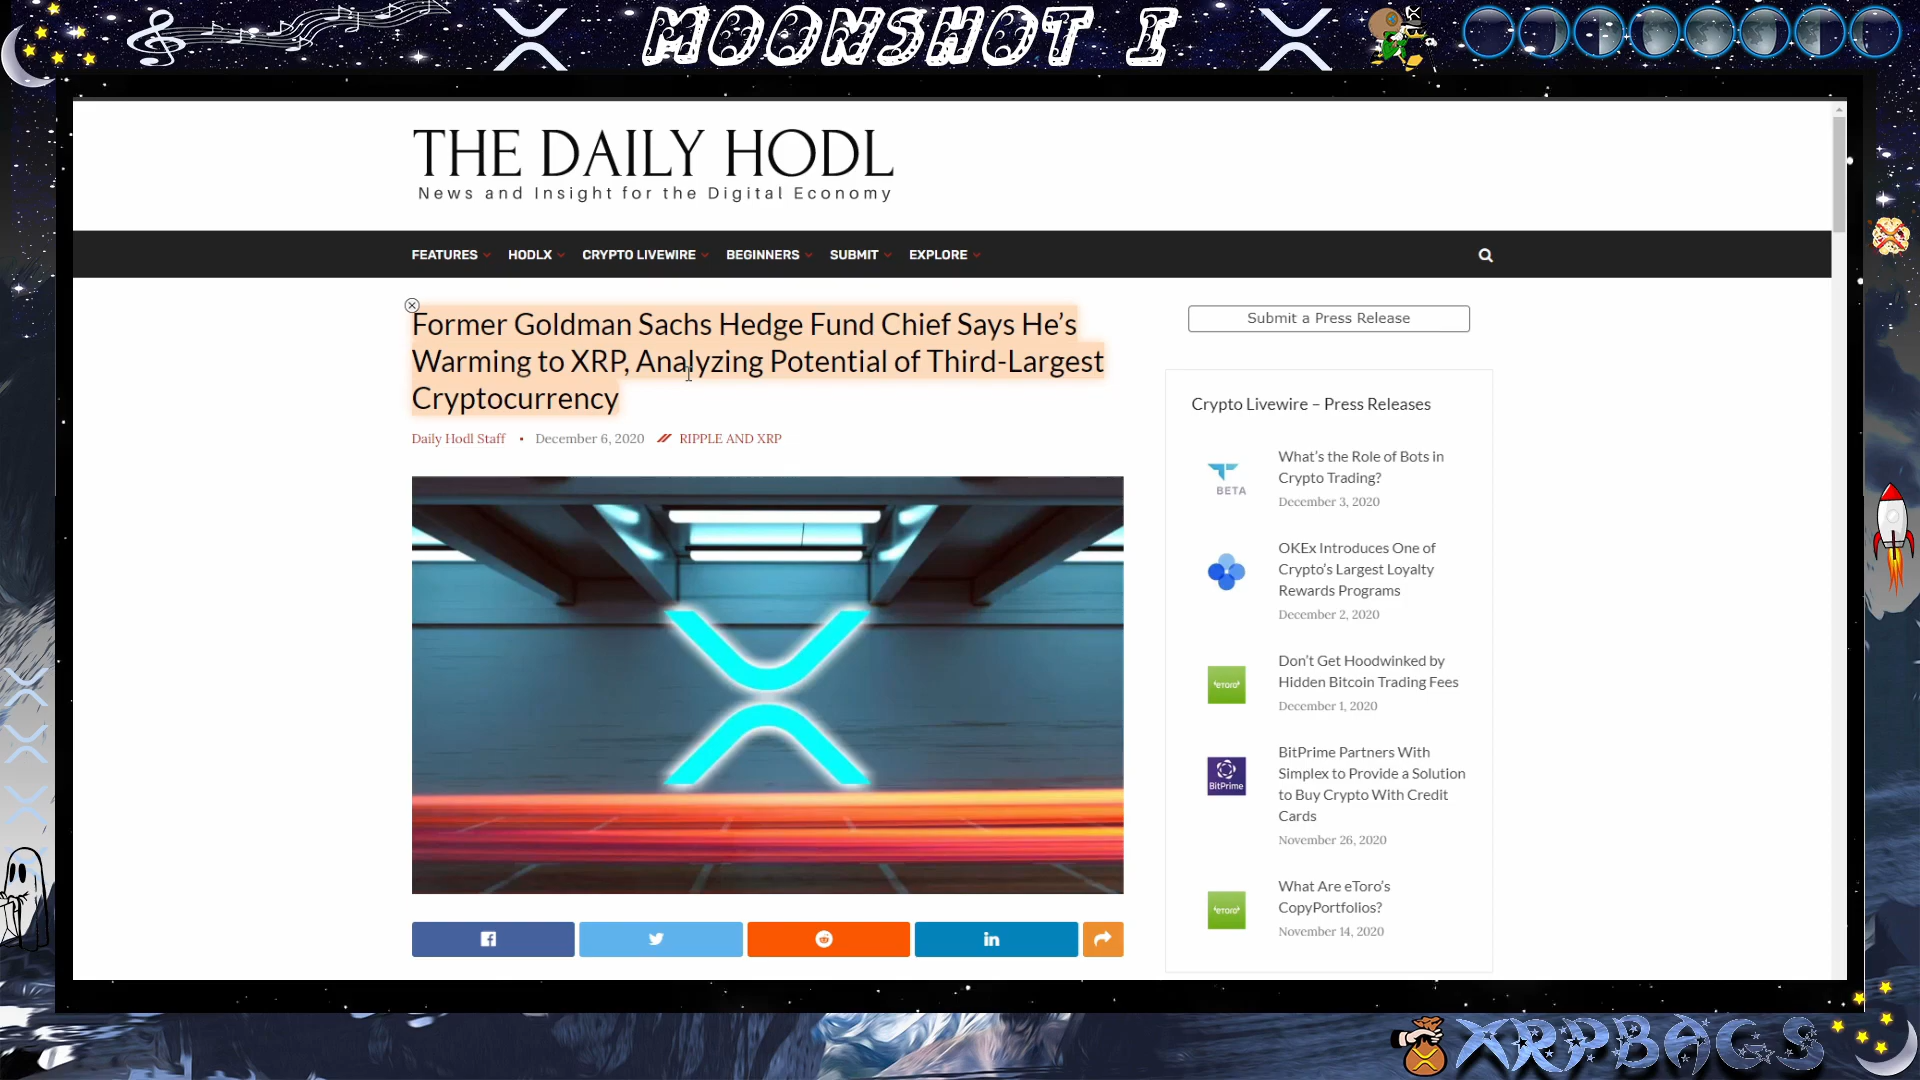 MOONSHOT I
THE DAILY HODL
News and Insight for the Digital Economy
FEATURES HODLX CRYPTO LIVEWIRE BEGINNERS SUBMIT EXPLORE
Former Goldman Sachs Hedge Fund Chief Says He’s
Warming to XRP, Analyzing Potential of Third-Largest
Cryptocurrency
Daily Hodl Staff • December 6, 2020 RIPPLE AND XRP
Submit a Press Release
Crypto Livewire – Press Releases
BETA
What’s the Role of Bots in
Crypto Trading?
December 3, 2020
OKEx Introduces One of
Crypto’s Largest Loyalty
Rewards Programs
December 2, 2020
eToro
Don’t Get Hoodwinked by
Hidden Bitcoin Trading Fees
December 1, 2020
BitPrime
BitPrime Partners With
Simplex to Provide a Solution
to Buy Crypto With Credit
Cards
November 26, 2020
eToro
What Are eToro’s
CopyPortfolios?
November 14, 2020
in
XRPBAGS